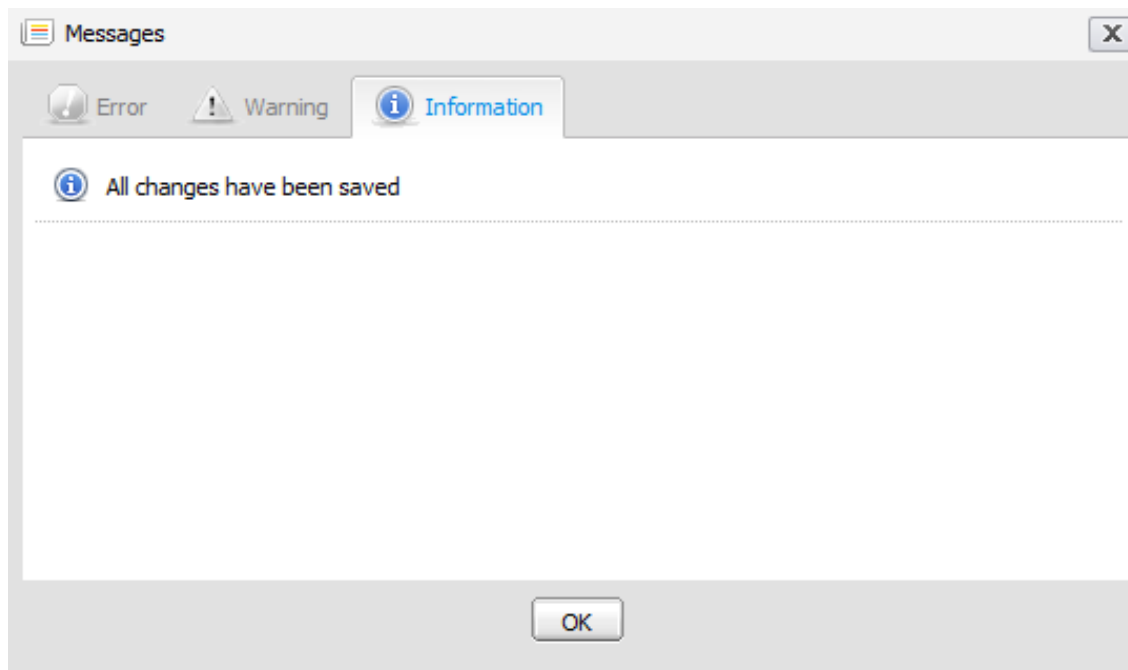 Messages
Error Warning Information
All changes have been saved
OK